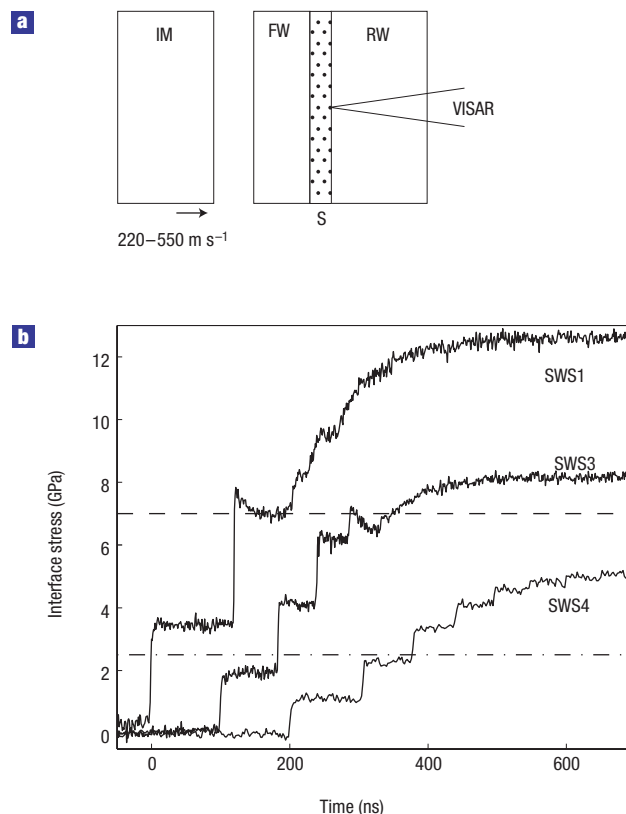 a
IM
FW
RW
VISAR
S
220–550 m s⁻¹
b
12
10
8
6
4
2
0
Interface stress (GPa)
SWS1
SWS3
SWS4
0
200
400
600
Time (ns)